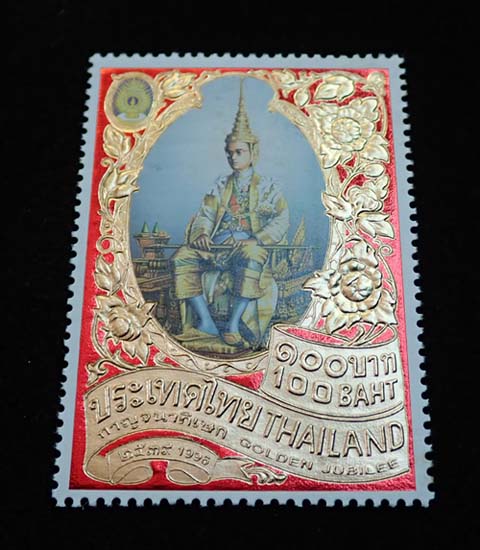 ๑๐๐บาท
100 BAHT
ประเทศไทย THAILAND
กาญจนาภิเษก GOLDEN JUBILEE
๒๕๓๙ 1996